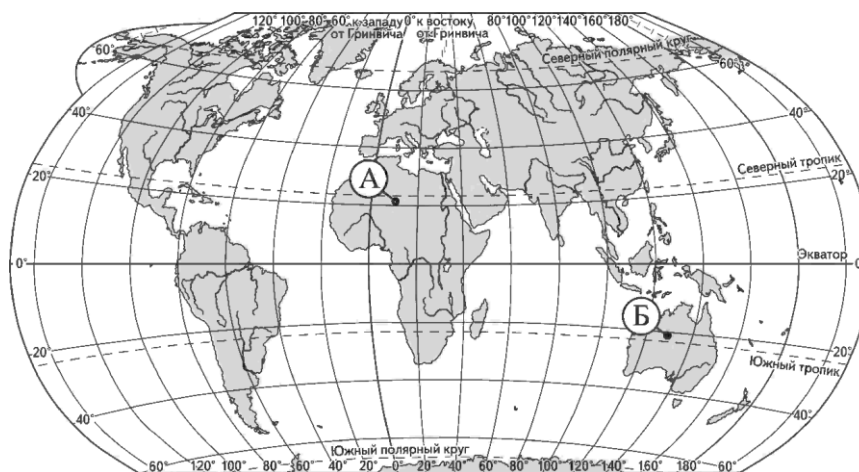 120° 100° 80° 60° к западу 0° к востоку 80° 100° 120° 140° 160° 180°
от Гринвича от Гринвича
60° Северный полярный круг 60°
40° 40°
А
Северный тропик
20° 20°
Экватор
0° 0°
Б
20° 20°
Южный тропик
40° 40°
Южный полярный круг
60° 120° 100° 80° 60° 40° 20° 0° 20° 40° 60° 80° 100° 120° 140° 160° 180° 60°